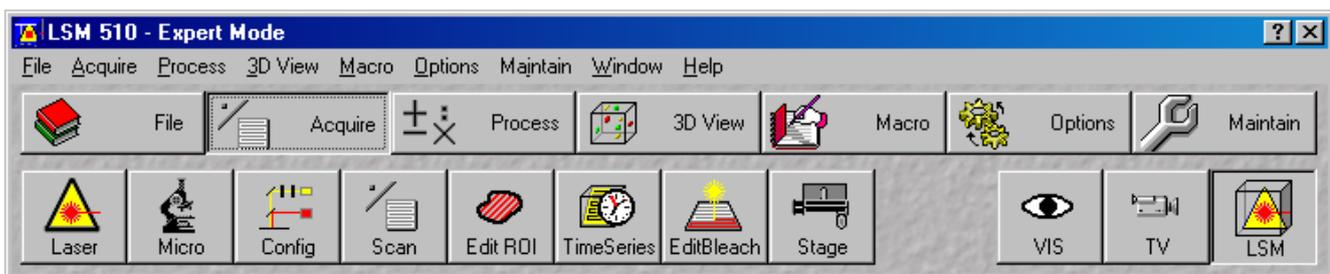 LSM 510 - Expert Mode
File Acquire Process 3D View Macro Options Maintain Window Help
File Acquire Process 3D View Macro Options Maintain
Laser Micro Config Scan Edit ROI TimeSeries EditBleach Stage VIS TV LSM